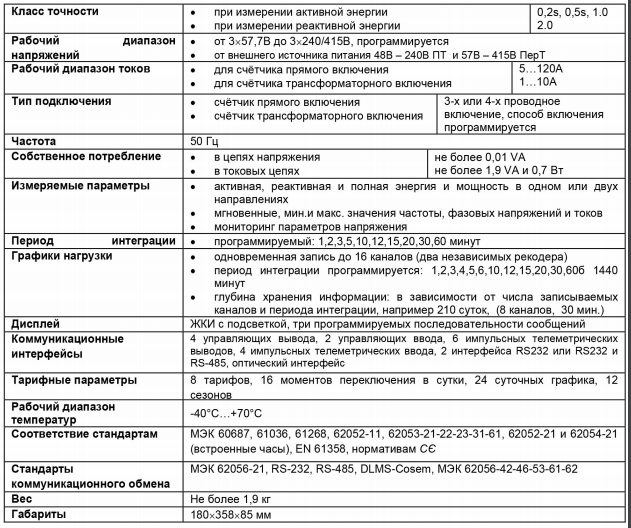 Класс точности
• при измерении активной энергии 0,2s, 0,5s, 1.0
• при измерении реактивной энергии 2.0
Рабочий диапазон напряжений
• от 3×57,7В до 3×240/415В, программируется
• от внешнего источника питания 48В – 240В ПТ и 57В – 415В ПерТ
Рабочий диапазон токов
• для счётчика прямого включения 5…120А
• для счётчика трансформаторного включения 1…10А
Тип подключения
• счётчик прямого включения
• счётчик трансформаторного включения
3-х или 4-х проводное
включение, способ включения
программируется
Частота 50 Гц
Собственное потребление
• в цепях напряжения не более 0,01 VA
• в токовых цепях не более 1,9 VA и 0,7 Вт
Измеряемые параметры
• активная, реактивная и полная энергия и мощность в одном или двух
направлениях
• мгновенные, мин.и макс. значения частоты, фазовых напряжений и токов
• мониторинг параметров напряжения
Период интеграции • программируемый: 1,2,3,5,10,12,15,20,30,60 минут
Графики нагрузки
• одновременная запись до 16 каналов (два независимых рекодера)
• период интеграции программируется: 1,2,3,4,5,6,10,12,15,20,30,60б 1440
минут
• глубина хранения информации: в зависимости от числа записываемых
каналов и периода интеграции, например 210 суток, (8 каналов, 30 мин.)
Дисплей ЖКИ с подсветкой, три программируемых последовательности сообщений
Коммуникационные
интерфейсы
4 управляющих вывода, 2 управляющих ввода, 6 импульсных телеметрических
выводов, 4 импульсных телеметрических ввода, 2 интерфейса RS232 или RS232 и
RS-485, оптический интерфейс
Тарифные параметры
8 тарифов, 16 моментов переключения в сутки, 24 суточных графика, 12
сезонов
Рабочий диапазон
температур
-40°C…+70°C
Соответствие стандартам
МЭК 60687, 61036, 61268, 62052-11, 62053-21-22-23-31-61, 62052-21 и 62054-21
(встроенные часы), EN 61358, нормативам СЄ
Стандарты
коммуникационного обмена
МЭК 62056-21, RS-232, RS-485, DLMS-Cosem, МЭК 62056-42-46-53-61-62
Вес Не более 1,9 кг
Габариты 180×358×85 мм